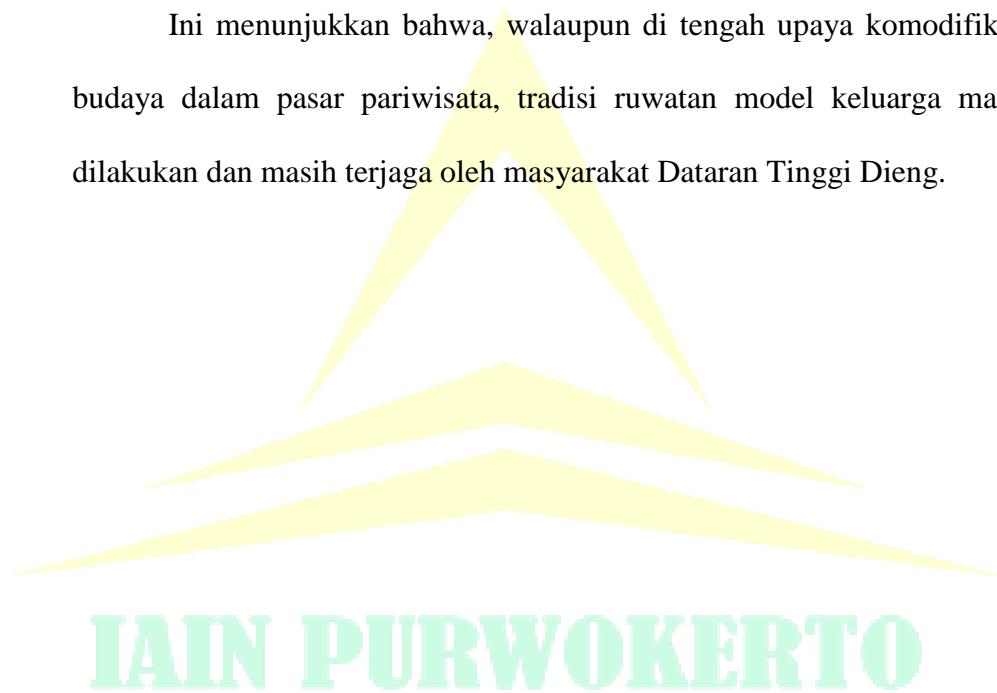 Ini menunjukkan bahwa, walaupun di tengah upaya komodifik
budaya dalam pasar pariwisata, tradisi ruwatan model keluarga ma
dilakukan dan masih terjaga oleh masyarakat Dataran Tinggi Dieng.
IAIN PURWOKERTO